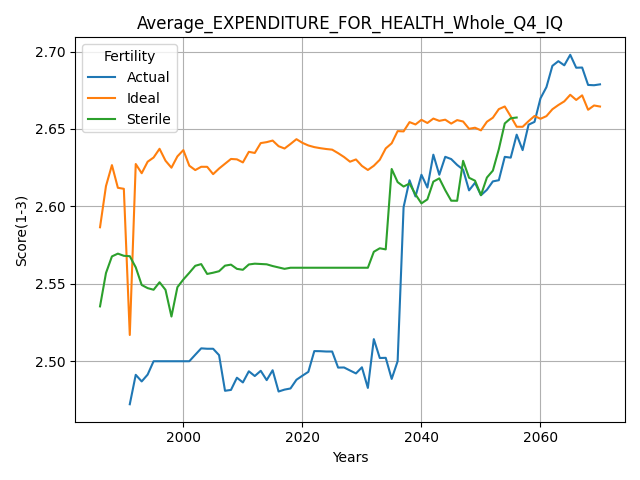 Average_EXPENDITURE_FOR_HEALTH_Whole_Q4_IQ
Fertility
Actual
Ideal
Sterile
Score(1-3)
2.70
2.65
2.60
2.55
2.50
2000 2020 2040 2060
Years